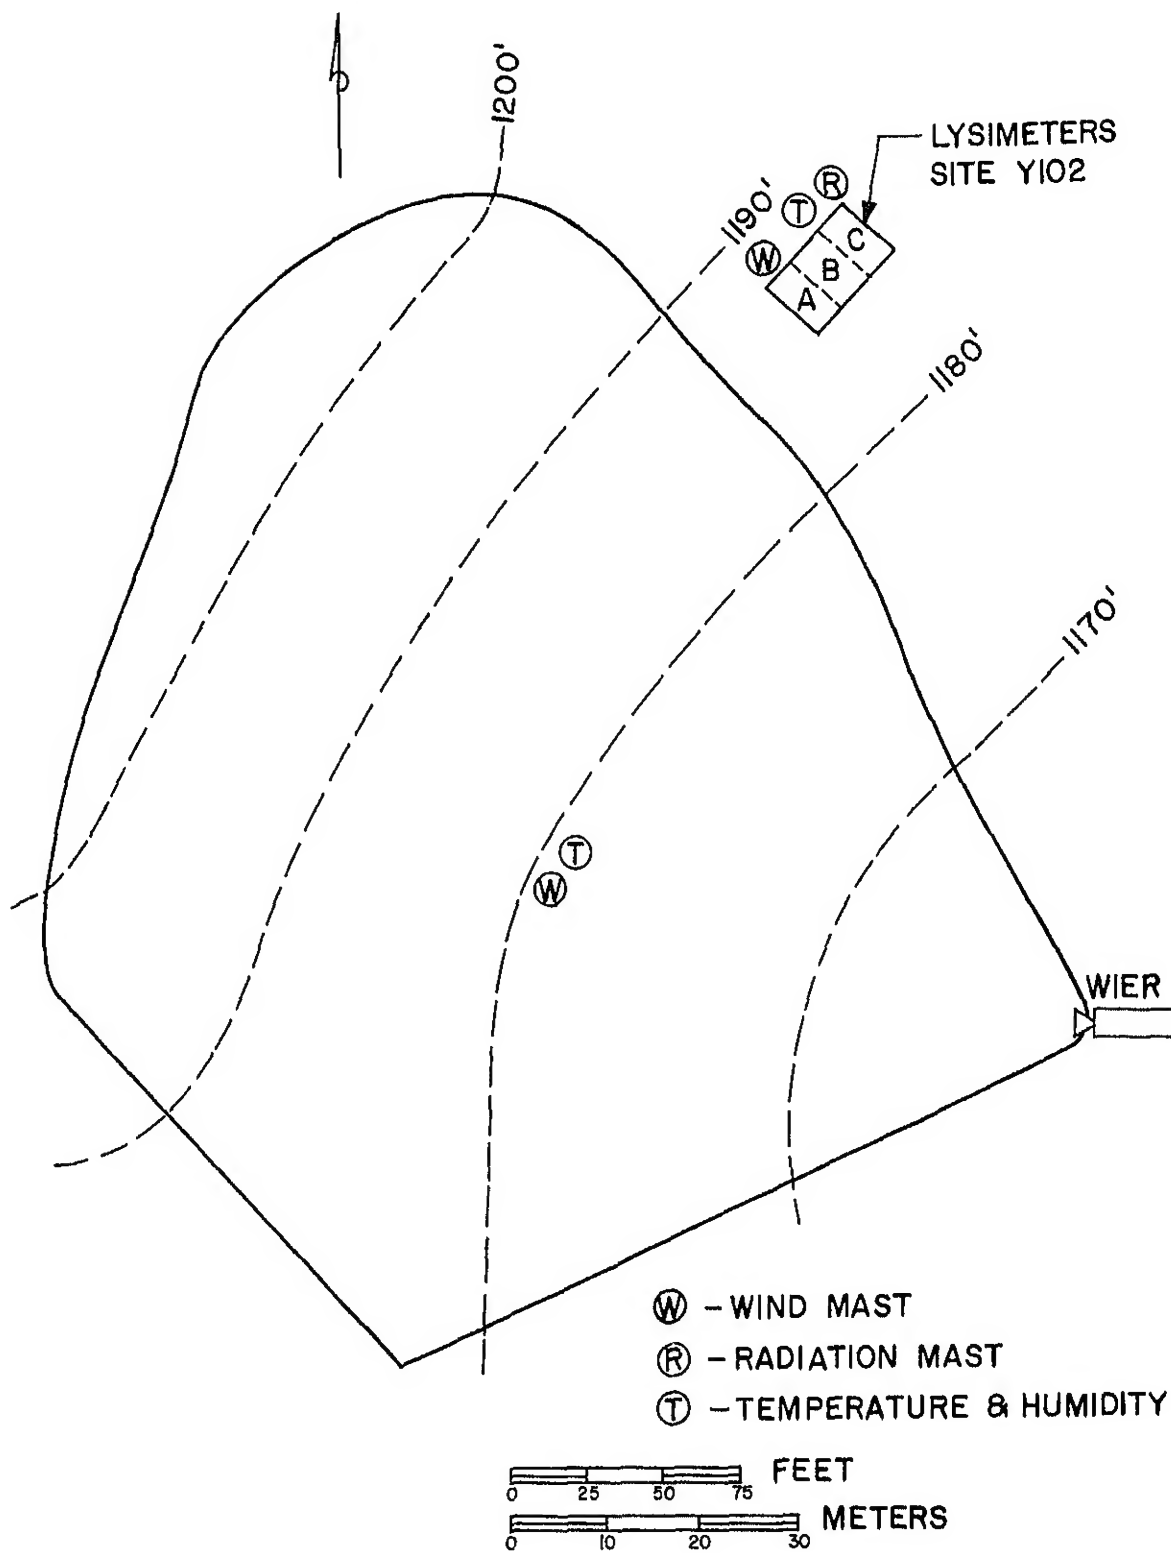 1200'
LYSIMETERS
SITE Y102
1190'
R
T
W
C
B
A
1180'
1170'
T
W
WIER
W - WIND MAST
R - RADIATION MAST
T - TEMPERATURE & HUMIDITY
FEET
0 25 50 75
METERS
0 10 20 30